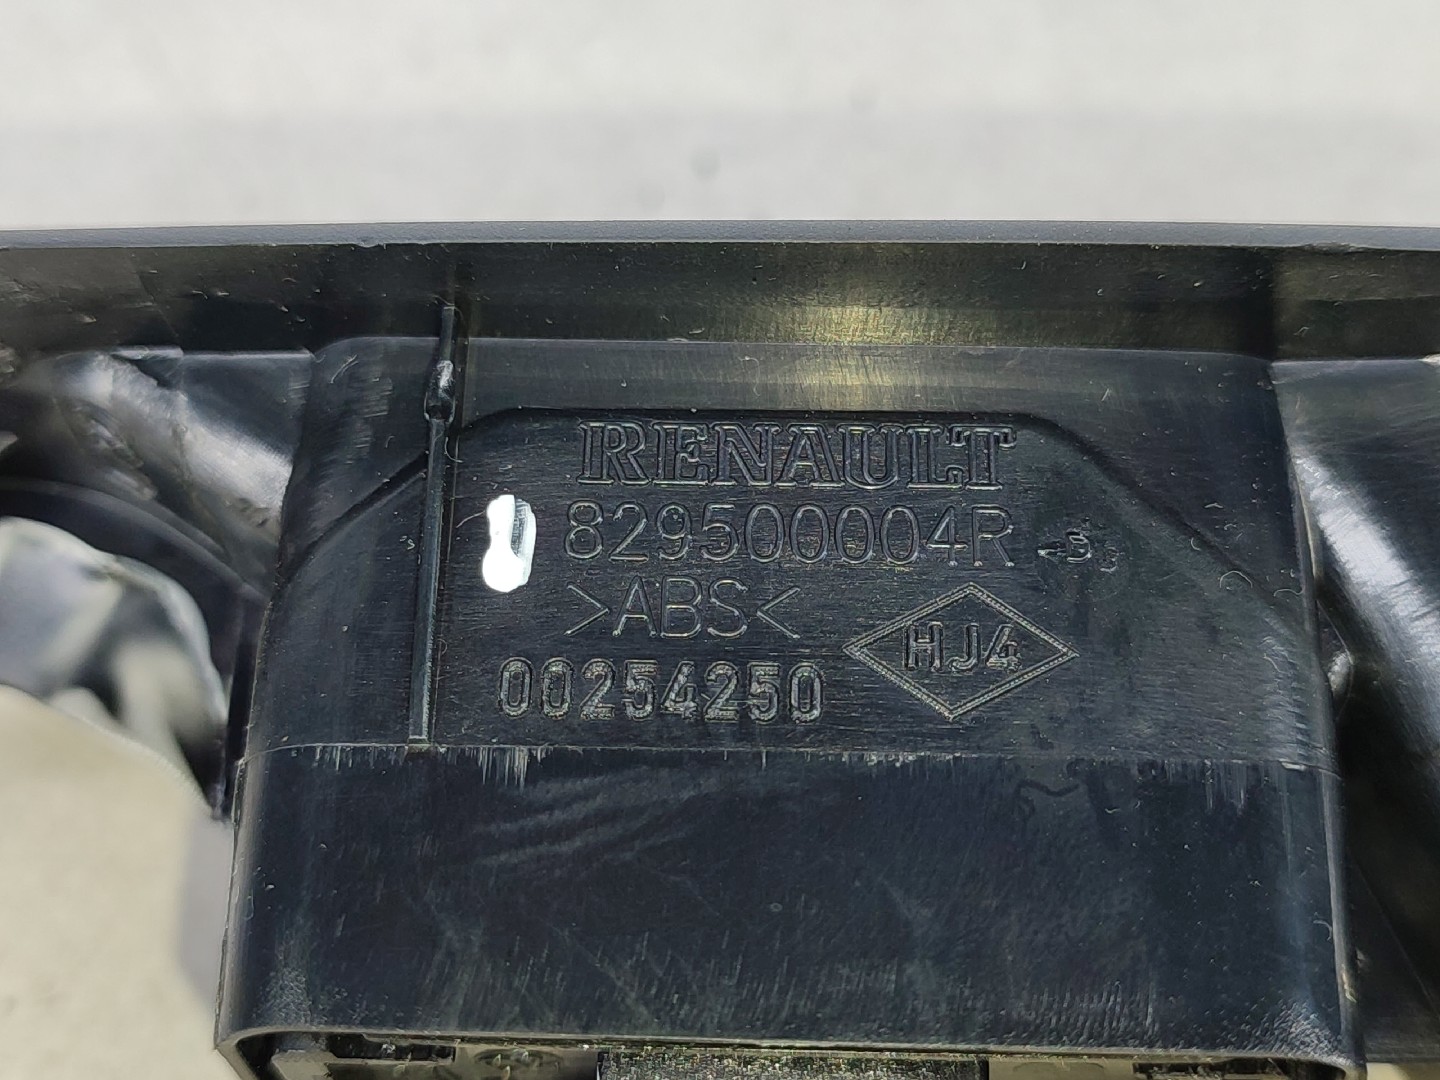 RENAULT
829500004R
>ABS<
HJ4
00254250